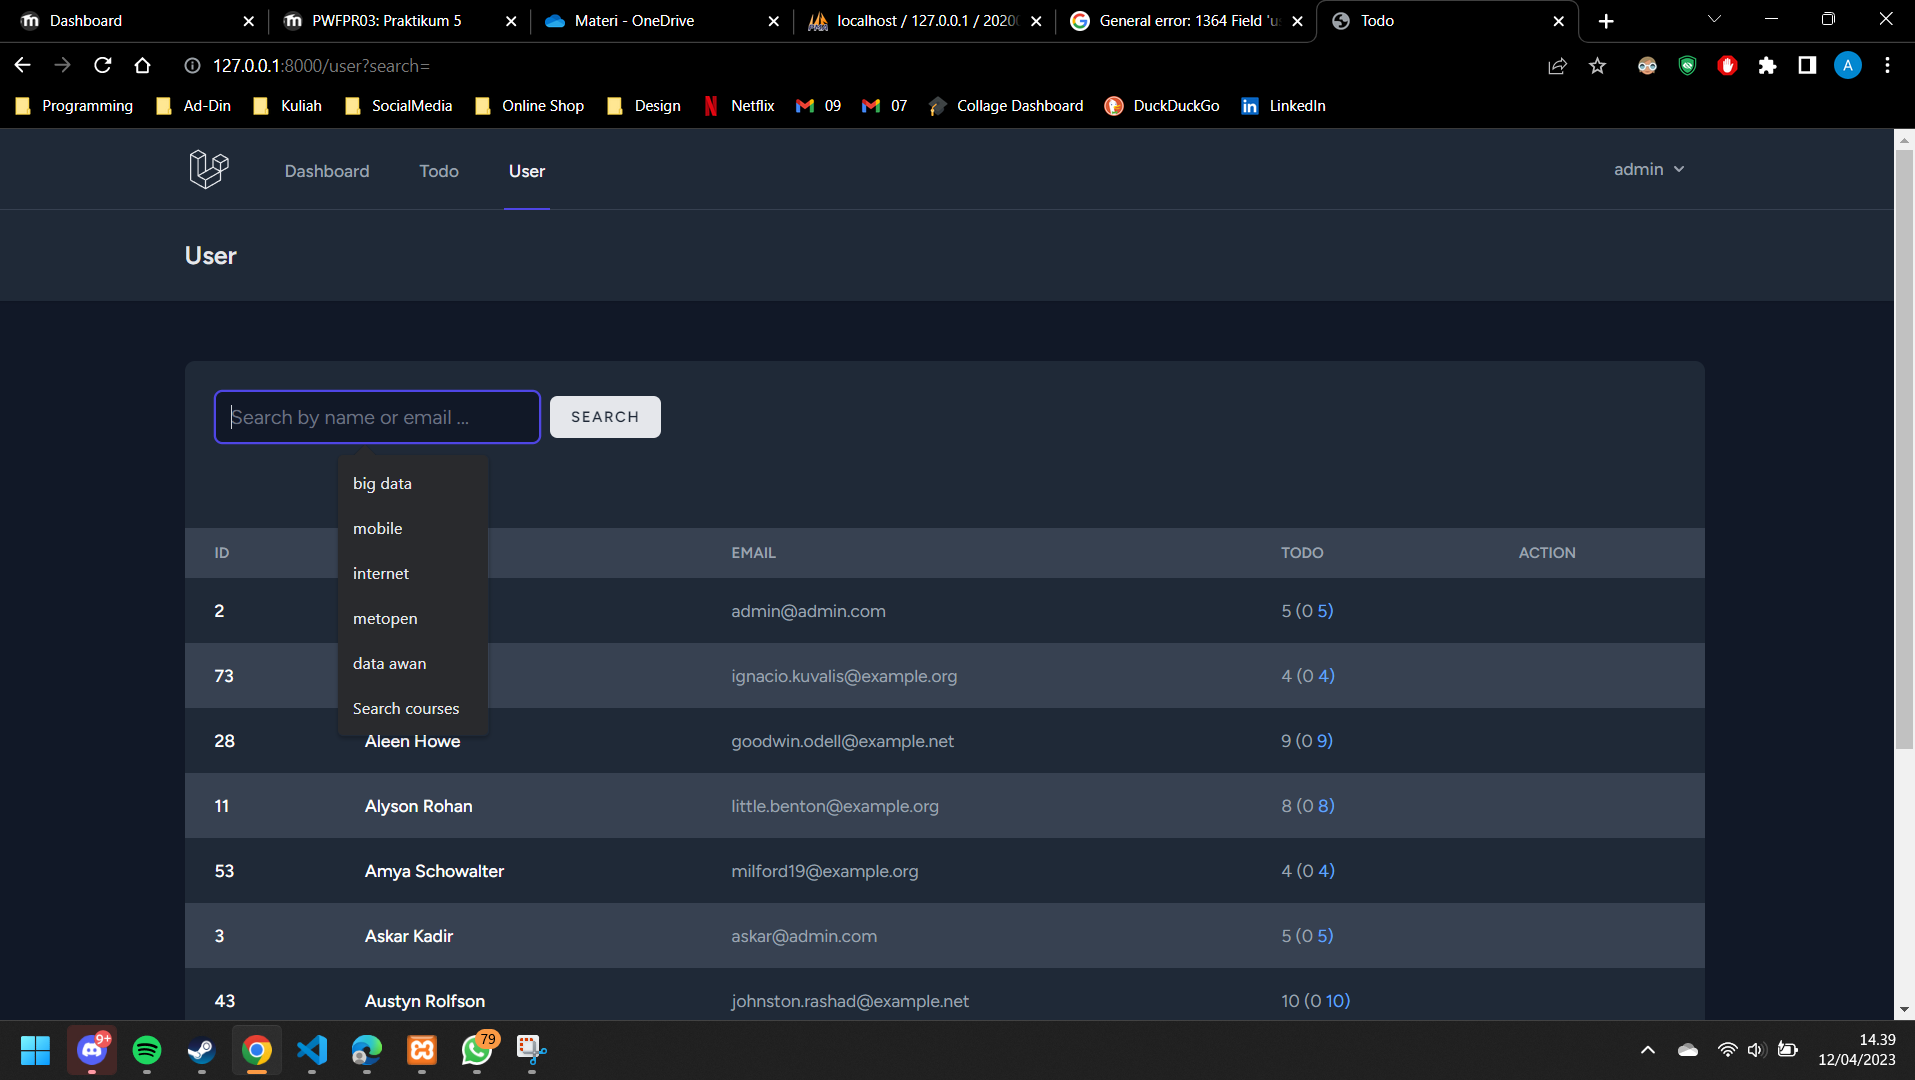 Dashboard
PWFPR03: Praktikum 5
Materi - OneDrive
localhost / 127.0.0.1 / 2020
General error: 1364 Field 'u
Todo
127.0.0.1:8000/user?search=
A
Programming
Ad-Din
Kuliah
SocialMedia
Online Shop
Design
Netflix
09
07
Collage Dashboard
DuckDuckGo
LinkedIn
Dashboard
Todo
User
admin
User
Search by name or email ...
SEARCH
big data
mobile
internet
metopen
data awan
Search courses
ID
EMAIL
TODO
ACTION
2
admin@admin.com
5 (0 5)
73
ignacio.kuvalis@example.org
4 (0 4)
28
Aleen Howe
goodwin.odell@example.net
9 (0 9)
11
Alyson Rohan
little.benton@example.org
8 (0 8)
53
Amya Schowalter
milford19@example.org
4 (0 4)
3
Askar Kadir
askar@admin.com
5 (0 5)
43
Austyn Rolfson
johnston.rashad@example.net
10 (0 10)
9+
79
14.39
12/04/2023